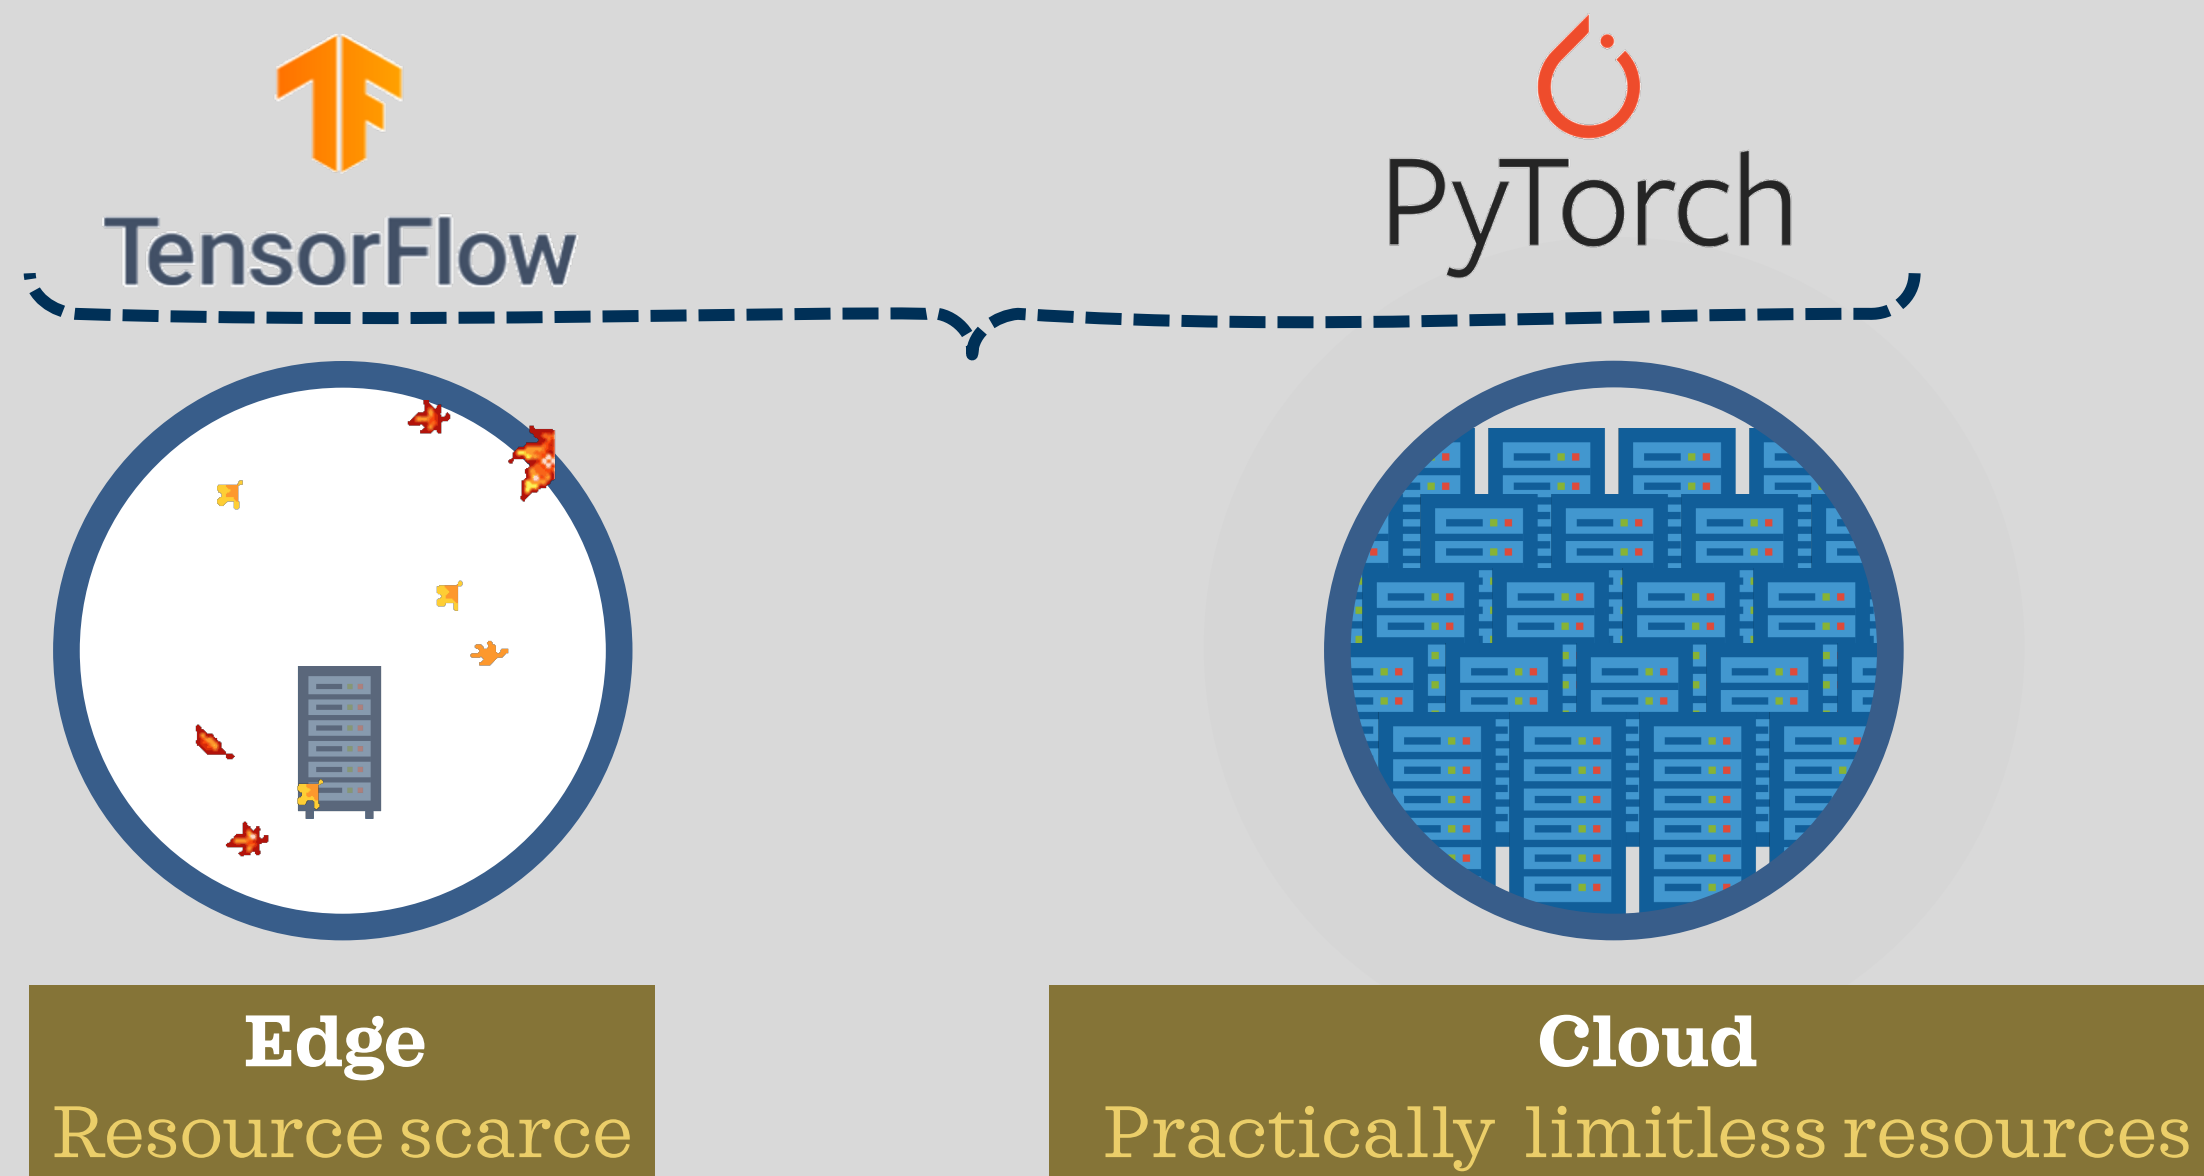 TensorFlow
PyTorch
Edge
Resource scarce
Cloud
Practically limitless resources